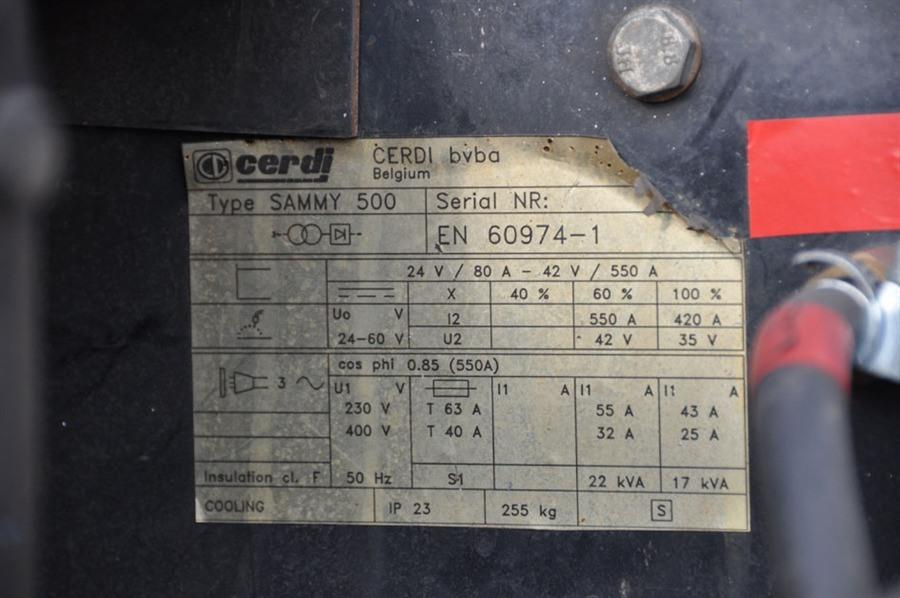 cerdi CERDI bvba
Belgium
Type SAMMY 500 Serial NR:
EN 60974-1
24 V / 80 A - 42 V / 550 A
X 40 % 60 % 100 %
Uo V I2 550 A 420 A
24-60 V U2 42 V 35 V
cos phi 0.85 (550A)
3 U1 V I1 A I1 A I1 A
230 V T 63 A 55 A 43 A
400 V T 40 A 32 A 25 A
Insulation cl. F 50 Hz S1 22 kVA 17 kVA
COOLING IP 23 255 kg S